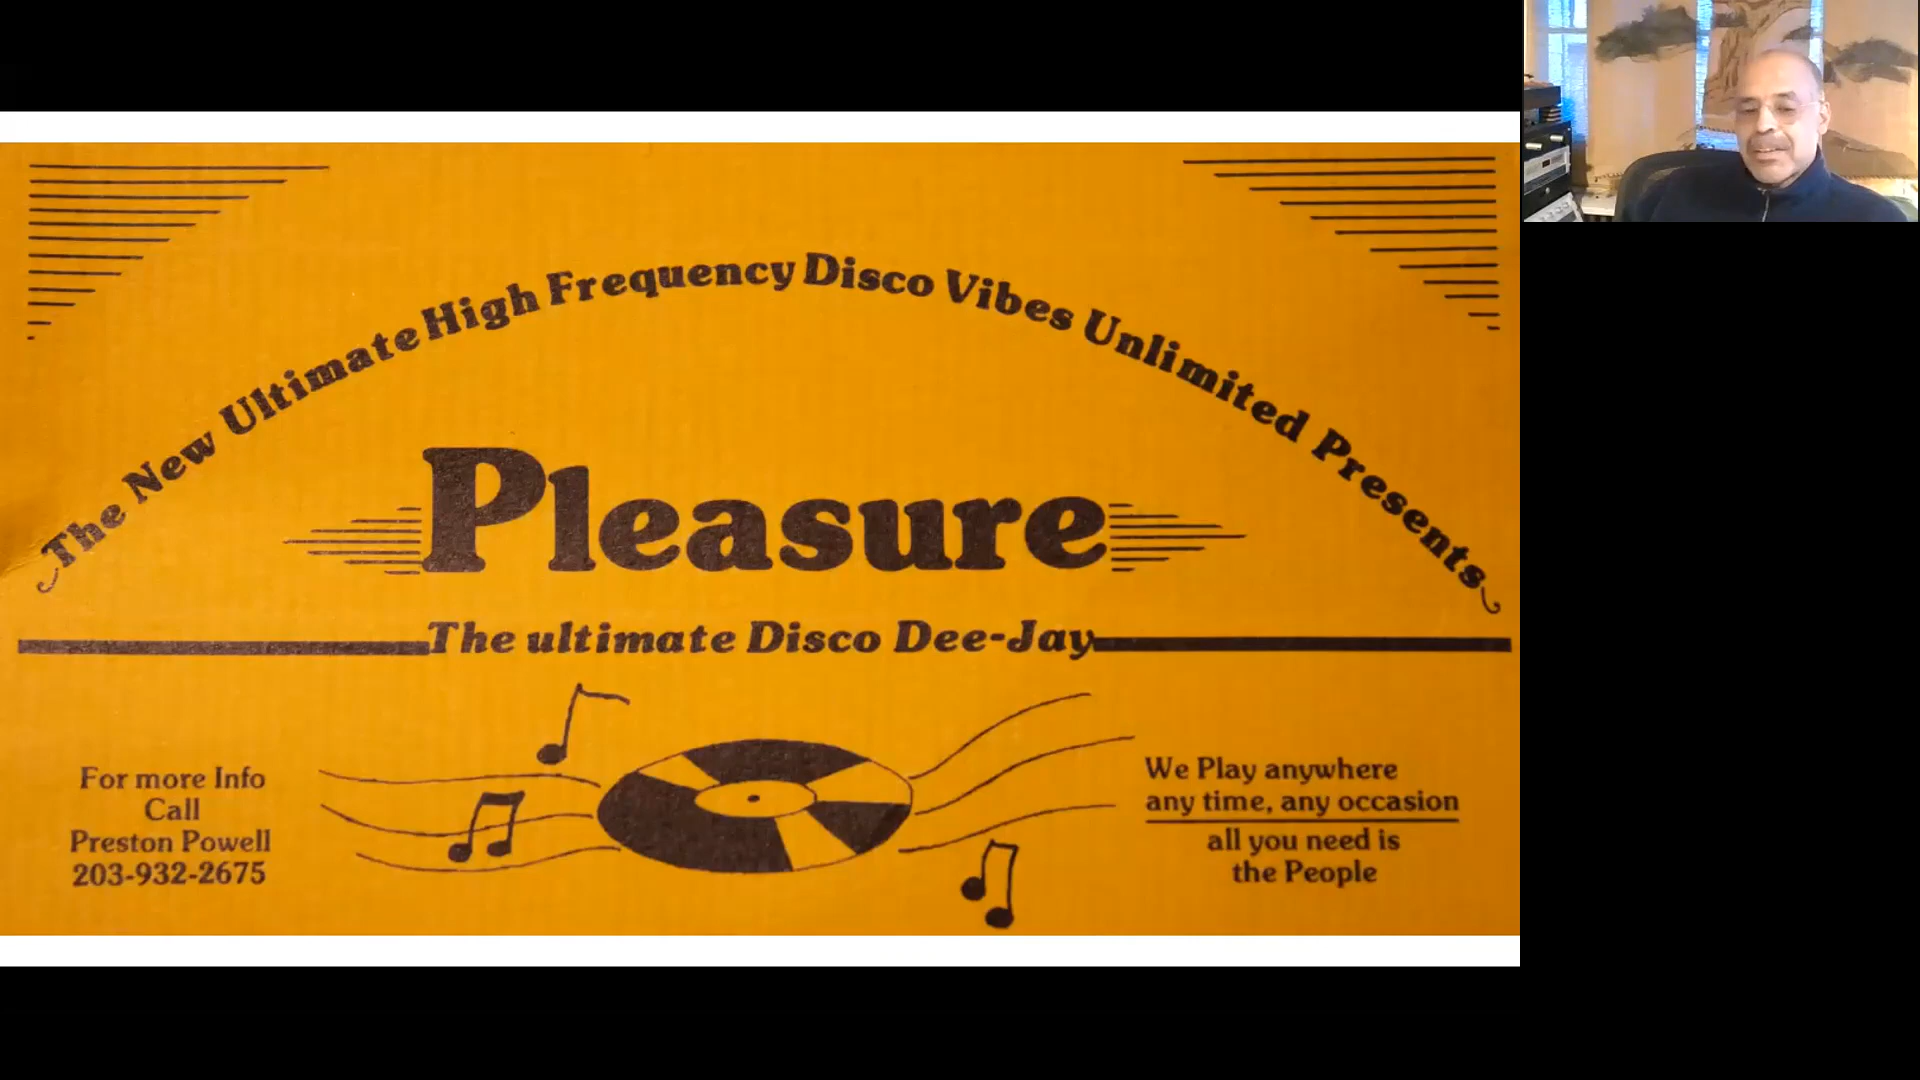 The New Ultimate High Frequency Disco Vibes Unlimited Presents
Pleasure
The ultimate Disco Dee-Jay
For more Info
Call
Preston Powell
203-932-2675
We Play anywhere
any time, any occasion
all you need is
the People